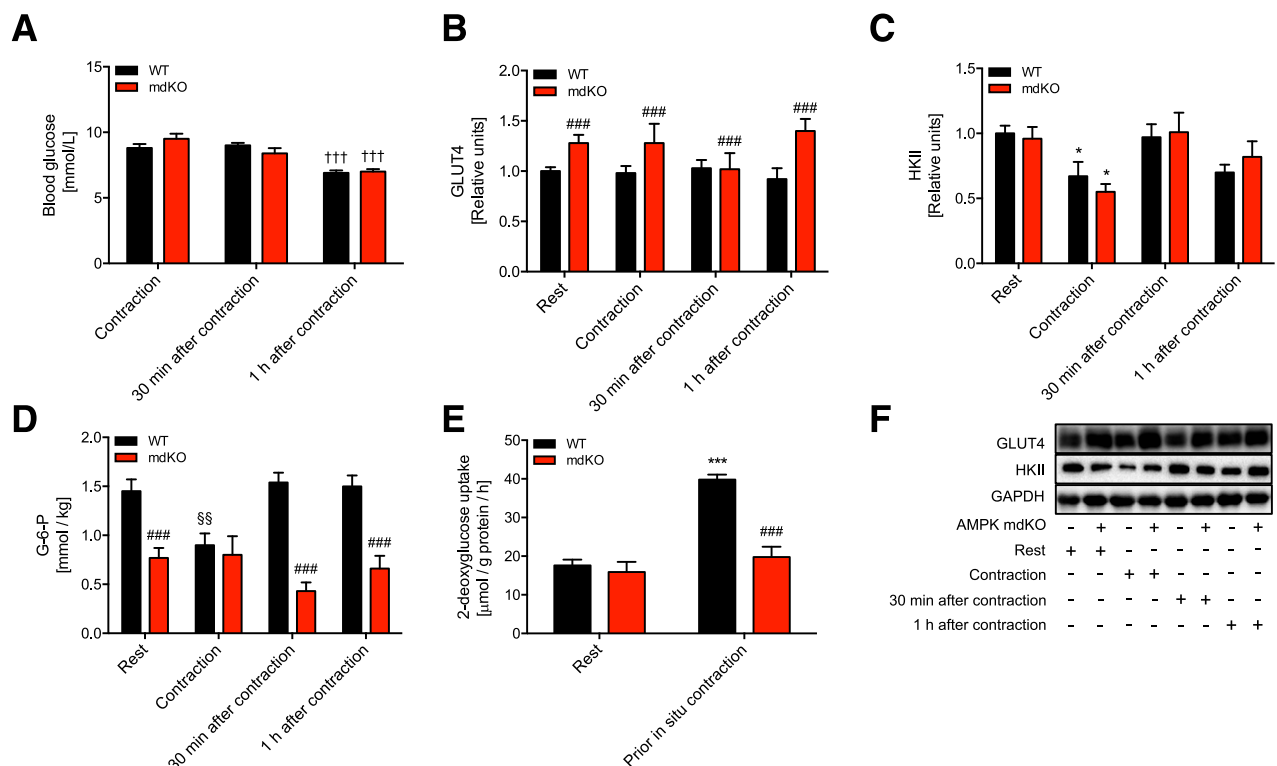 A
15
10
5
0
Blood glucose
[mmol/L]
WT
mdKO
†††
†††
Contraction
30 min after contraction
1 h after contraction
B
2.0
1.5
1.0
0.5
0.0
GLUT4
[Relative units]
WT
mdKO
###
###
###
###
Rest
Contraction
30 min after contraction
1 h after contraction
C
1.5
1.0
0.5
0.0
HKII
[Relative units]
WT
mdKO
*
*
Rest
Contraction
30 min after contraction
1 h after contraction
D
2.0
1.5
1.0
0.5
0.0
G-6-P
[mmol / kg]
WT
mdKO
###
§§
###
###
Rest
Contraction
30 min after contraction
1 h after contraction
E
50
40
30
20
10
0
2-deoxyglucose uptake
[μmol / g protein / h]
WT
mdKO
***
###
Rest
Prior in situ contraction
F
GLUT4
HKII
GAPDH
AMPK mdKO - + - + - + - +
Rest + + - - - - - -
Contraction - - + + - - - -
30 min after contraction - - - - + + - -
1 h after contraction - - - - - - + +